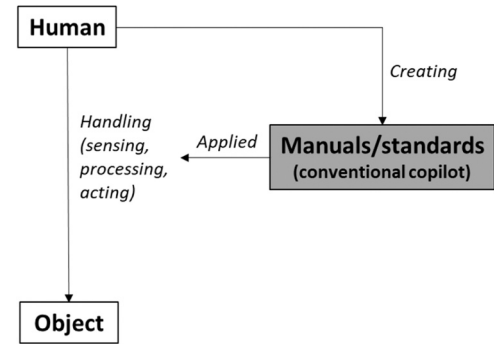 Human
Creating
Handling
(sensing,
processing,
acting)
Applied
Manuals/standards
(conventional copilot)
Object